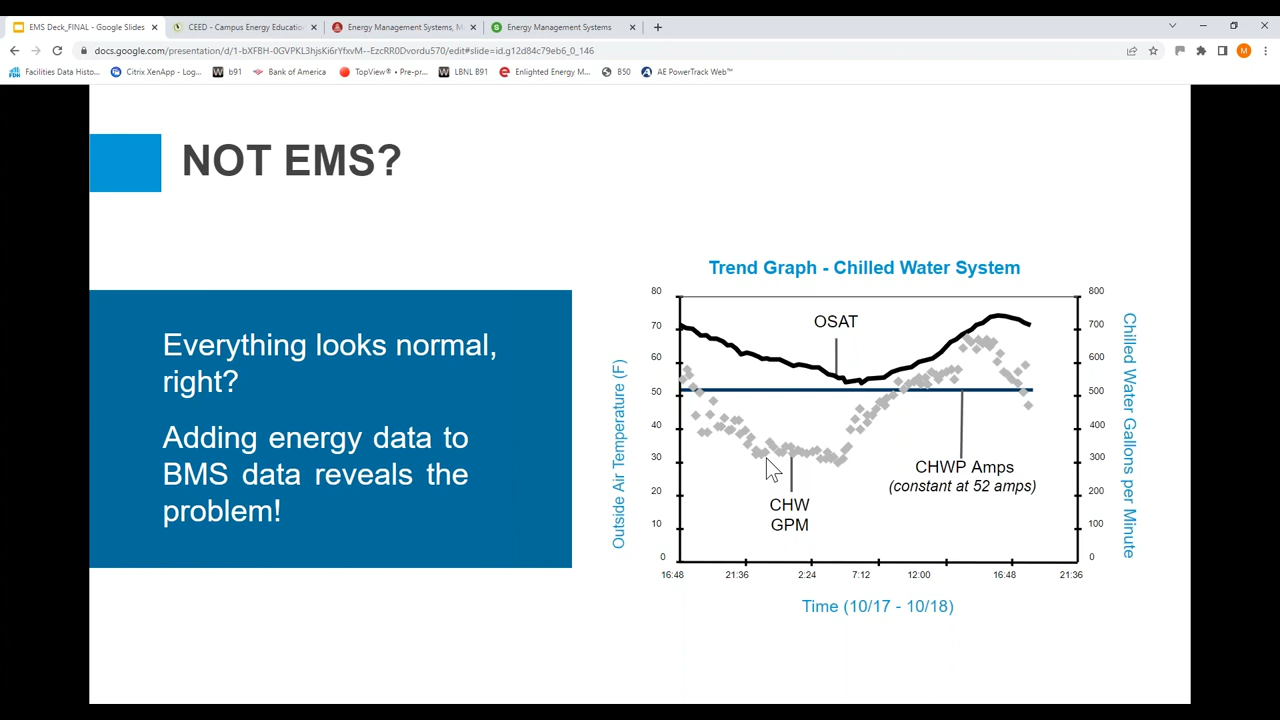 EMS Deck_FINAL - Google Slides
CEED - Campus Energy Educatio
Energy Management Systems, M
Energy Management Systems
docs.google.com/presentation/d/1-bXFBH-0GVPKL3hjsKi6rYfxvM--EzcRR0Dvordu570/edit#slide=id.g12d84c79eb6_0_146
M
Facilities Data Histo...
Citrix XenApp - Log...
b91
Bank of America
TopView® • Pre-pr...
LBNL B91
Enlighted Energy M...
B50
AE PowerTrack Web™
NOT EMS?
Everything looks normal,
right?
Adding energy data to
BMS data reveals the
problem!
Trend Graph - Chilled Water System
Outside Air Temperature (F)
80
70
60
50
40
30
20
10
0
OSAT
CHW
GPM
CHWP Amps
(constant at 52 amps)
800
700
600
500
400
300
200
100
0
Chilled Water Gallons per Minute
16:48 21:36 2:24 7:12 12:00 16:48 21:36
Time (10/17 - 10/18)